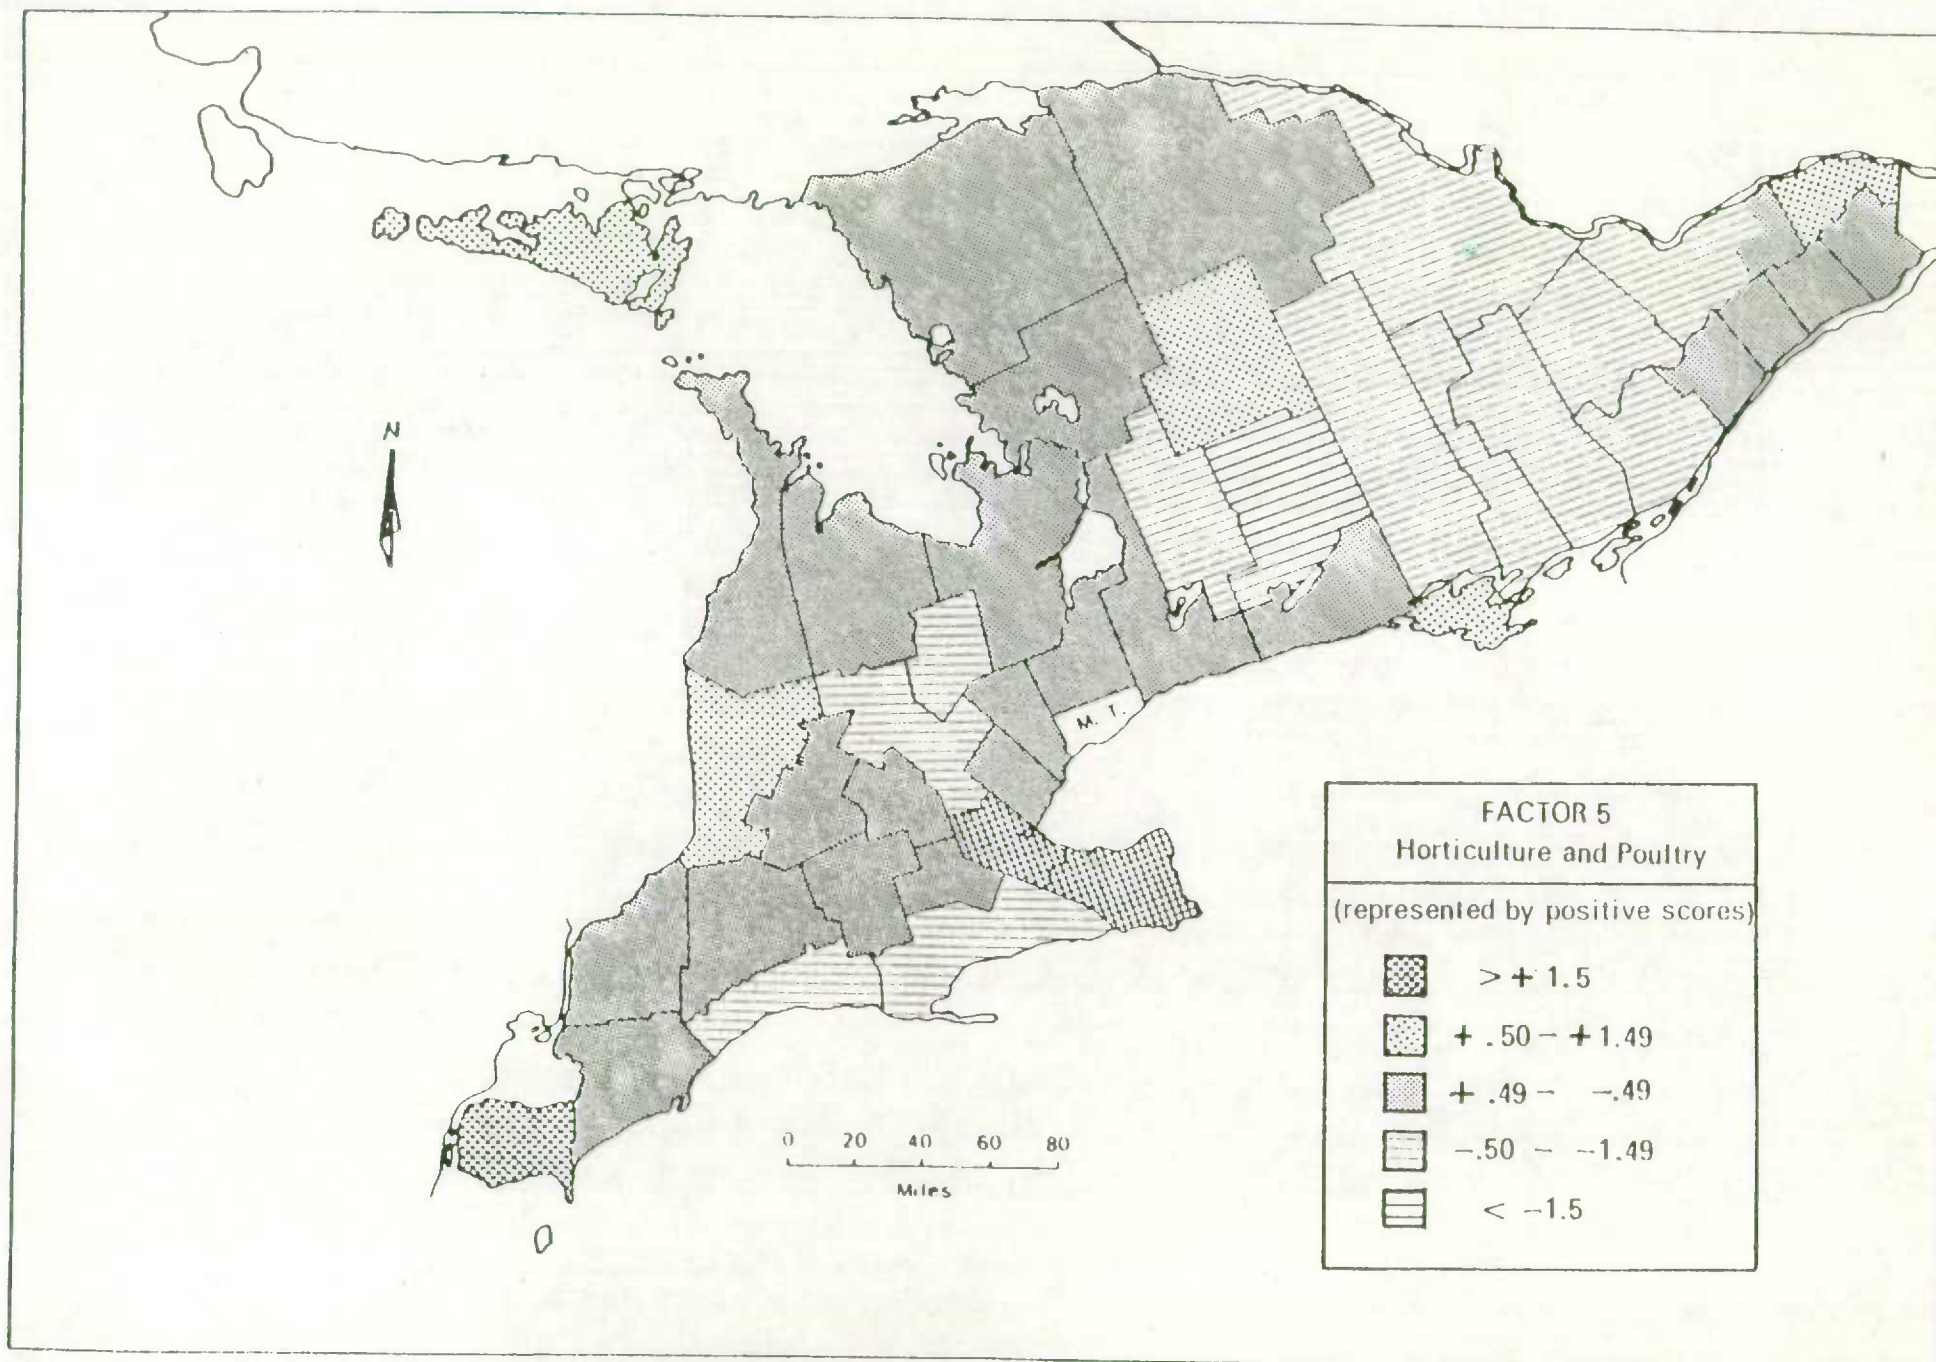 N
M. T.
FACTOR 5
Horticulture and Poultry
(represented by positive scores)
> + 1.5
+ .50 – + 1.49
+ .49 – –.49
–.50 – –1.49
< –1.5
0 20 40 60 80
Miles